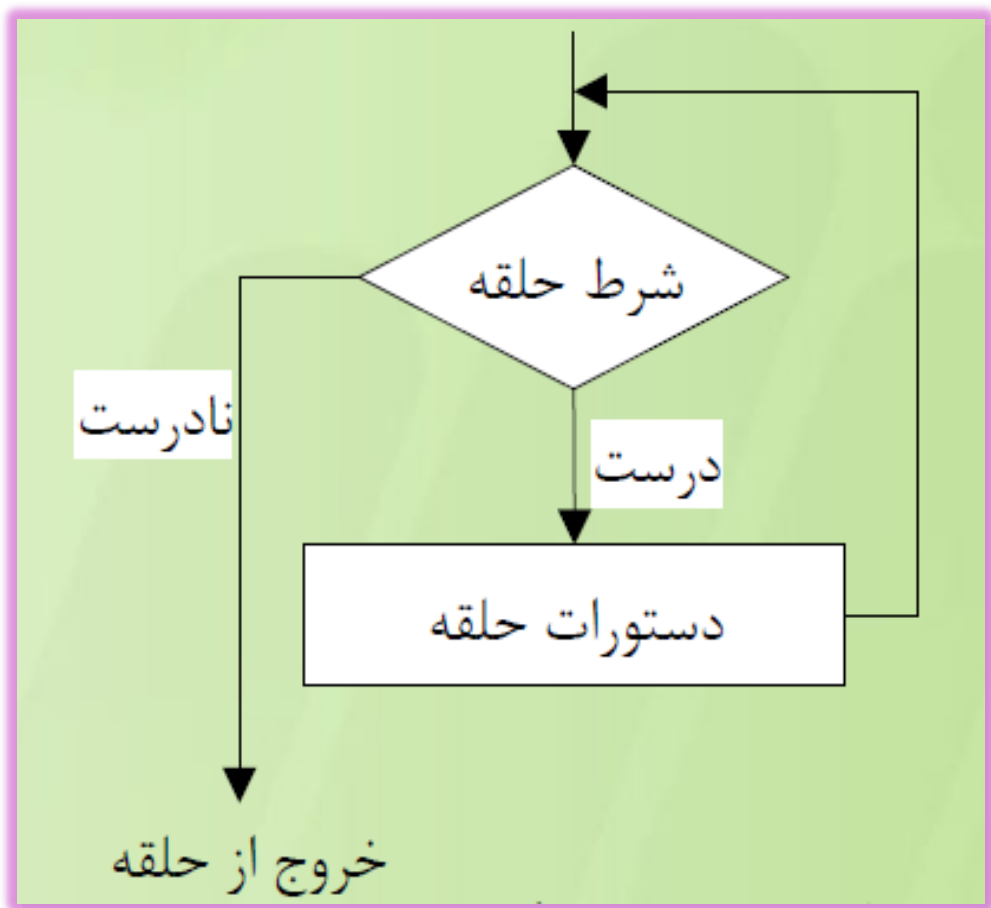 شرط حلقه
نادرست
درست
دستورات حلقه
خروج از حلقه